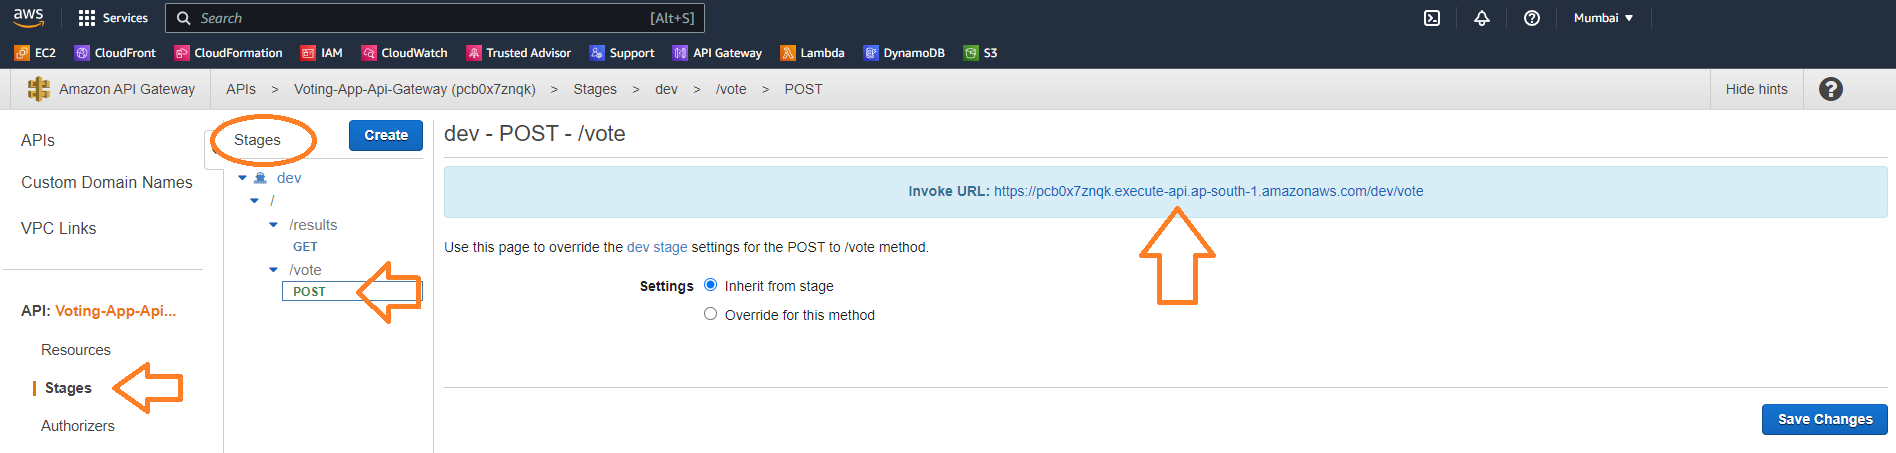 aws Services Search [Alt+S] Mumbai
EC2 CloudFront CloudFormation IAM CloudWatch Trusted Advisor Support API Gateway Lambda DynamoDB S3
Amazon API Gateway APIs > Voting-App-Api-Gateway (pcb0x7znqk) > Stages > dev > /vote > POST Hide hints ?
APIs
Custom Domain Names
VPC Links
API: Voting-App-Api...
Resources
Stages
Authorizers
Stages Create
dev
/
/results
GET
/vote
POST
dev - POST - /vote
Invoke URL: https://pcb0x7znqk.execute-api.ap-south-1.amazonaws.com/dev/vote
Use this page to override the dev stage settings for the POST to /vote method.
Settings Inherit from stage
Override for this method
Save Changes